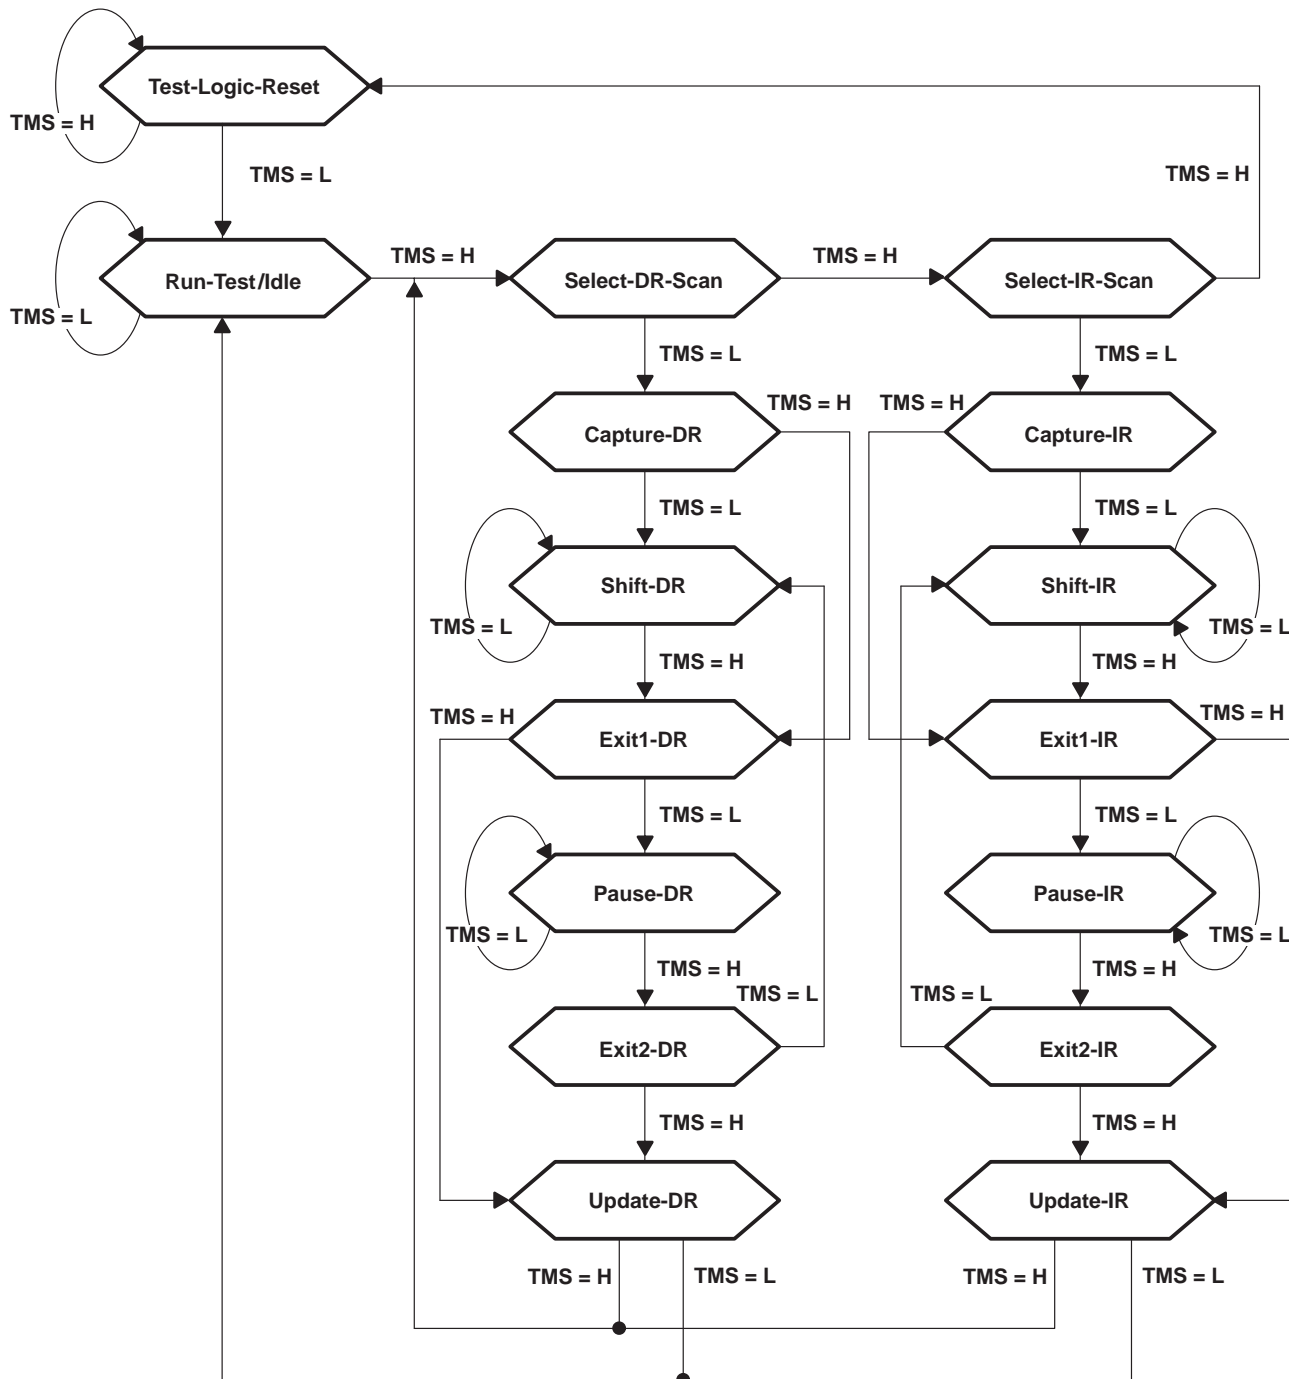 Test-Logic-Reset
TMS = H
TMS = L
TMS = H
Run-Test/Idle
TMS = H
Select-DR-Scan
TMS = H
Select-IR-Scan
TMS = L
TMS = L
TMS = L
Capture-DR
TMS = H
TMS = H
Capture-IR
TMS = L
TMS = L
Shift-DR
Shift-IR
TMS = L
TMS = L
TMS = H
TMS = H
TMS = H
Exit1-DR
Exit1-IR
TMS = H
TMS = L
TMS = L
Pause-DR
Pause-IR
TMS = L
TMS = L
TMS = H
TMS = H
TMS = L
TMS = L
Exit2-DR
Exit2-IR
TMS = H
TMS = H
Update-DR
Update-IR
TMS = H
TMS = L
TMS = H
TMS = L